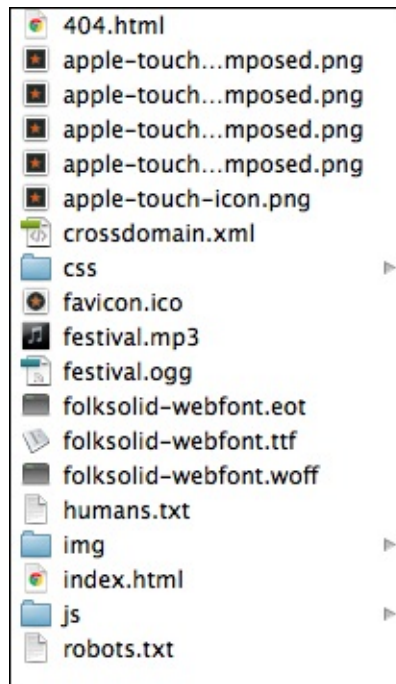 404.html
apple-touch...mposed.png
apple-touch...mposed.png
apple-touch...mposed.png
apple-touch...mposed.png
apple-touch-icon.png
crossdomain.xml
css
favicon.ico
festival.mp3
festival.ogg
folksolid-webfont.eot
folksolid-webfont.ttf
folksolid-webfont.woff
humans.txt
img
index.html
js
robots.txt